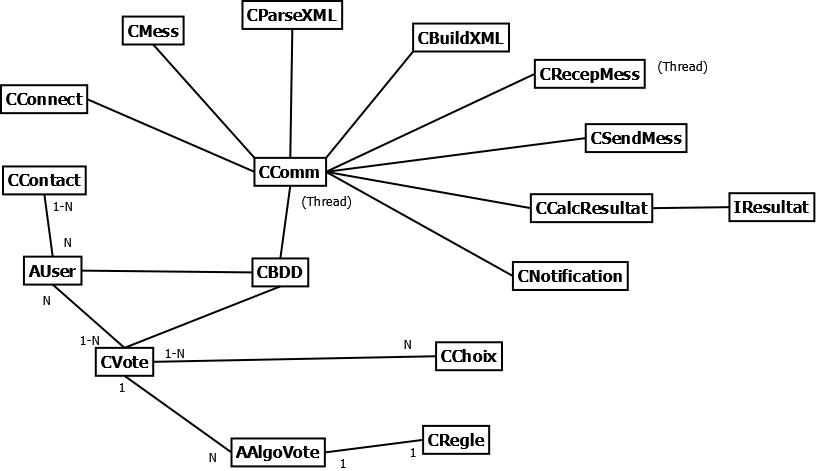 CParseXML
CMess
CBuildXML
CRecepMess
(Thread)
CConnect
CSendMess
CComm
(Thread)
CContact
1-N
CCalcResultat
IResultat
N
AUser
CBDD
CNotification
N
1-N
CVote
1-N
N
CChoix
1
CRegle
AAlgoVote
N
1
1